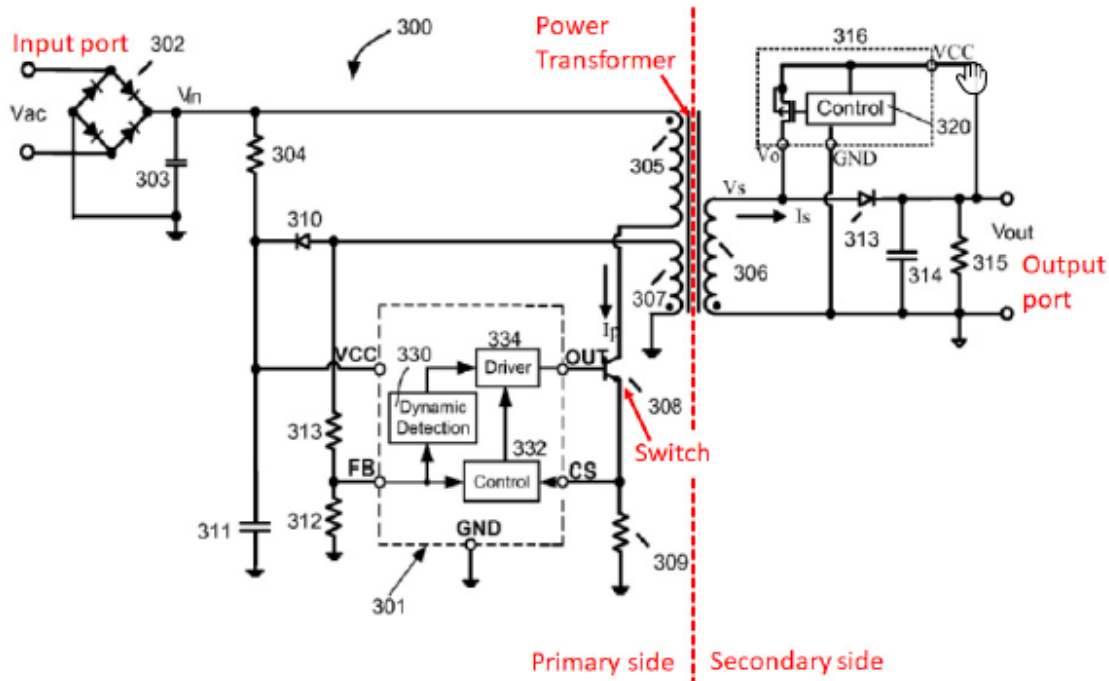 Input port
302
300
Power
Transformer
316
VCC
Vin
Vac
304
303
305
Control
320
Vo
GND
Vs
Is
310
313
314
315
Vout
306
307
Output
port
Ip
VCC
330
334
Driver
OUT
308
Dynamic
Detection
Switch
313
332
FB
Control
CS
311
312
GND
309
301
Primary side
Secondary side